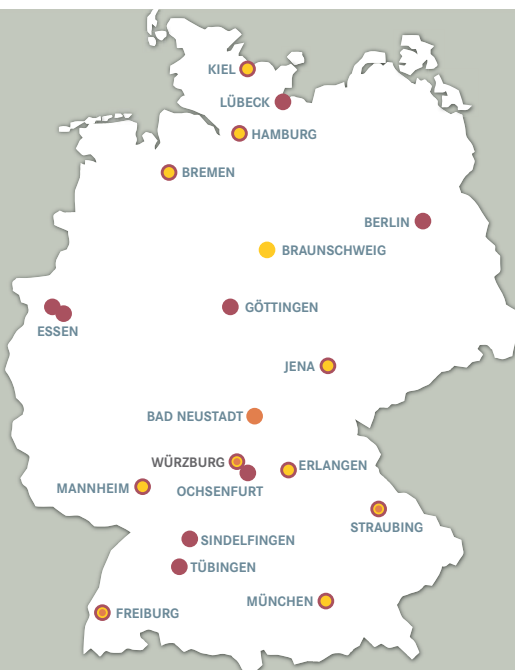 KIEL
LÜBECK
HAMBURG
BREMEN
BERLIN
BRAUNSCHWEIG
GÖTTINGEN
ESSEN
JENA
BAD NEUSTADT
WÜRZBURG
ERLANGEN
MANNHEIM
OCHSENFURT
STRAUBING
SINDELFINGEN
TÜBINGEN
MÜNCHEN
FREIBURG